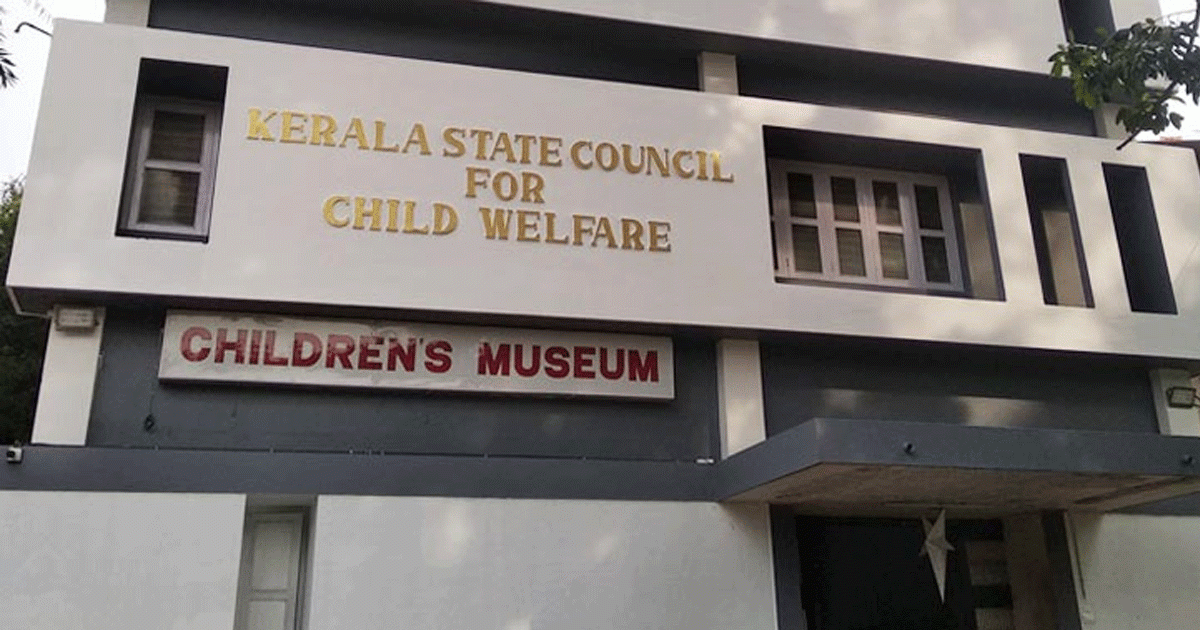 KERALA STATE COUNCIL
FOR
CHILD WELFARE
CHILDREN'S MUSEUM